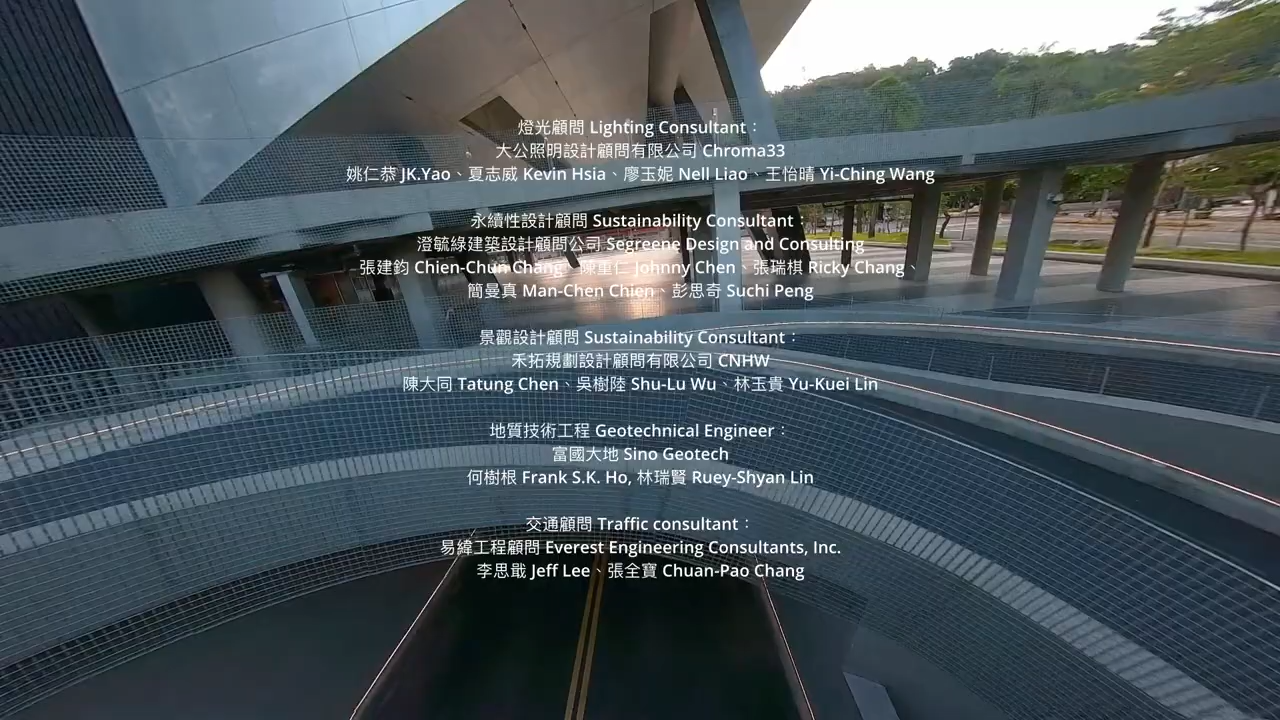 燈光顧問 Lighting Consultant：
大公照明設計顧問有限公司 Chroma33
姚仁恭 JK.Yao、夏志威 Kevin Hsia、廖玉妮 Nell Liao、王怡晴 Yi-Ching Wang
永續性設計顧問 Sustainability Consultant：
澄毓綠建築設計顧問公司 Segreene Design and Consulting
張建鈞 Chien-Chun Chang、陳重仁 Johnny Chen、張瑞棋 Ricky Chang、
簡曼真 Man-Chen Chien、彭思奇 Suchi Peng
景觀設計顧問 Sustainability Consultant：
禾拓規劃設計顧問有限公司 CNHW
陳大同 Tatung Chen、吳樹陸 Shu-Lu Wu、林玉貴 Yu-Kuei Lin
地質技術工程 Geotechnical Engineer：
富國大地 Sino Geotech
何樹根 Frank S.K. Ho, 林瑞賢 Ruey-Shyan Lin
交通顧問 Traffic consultant：
易緯工程顧問 Everest Engineering Consultants, Inc.
李思戢 Jeff Lee、張全寶 Chuan-Pao Chang